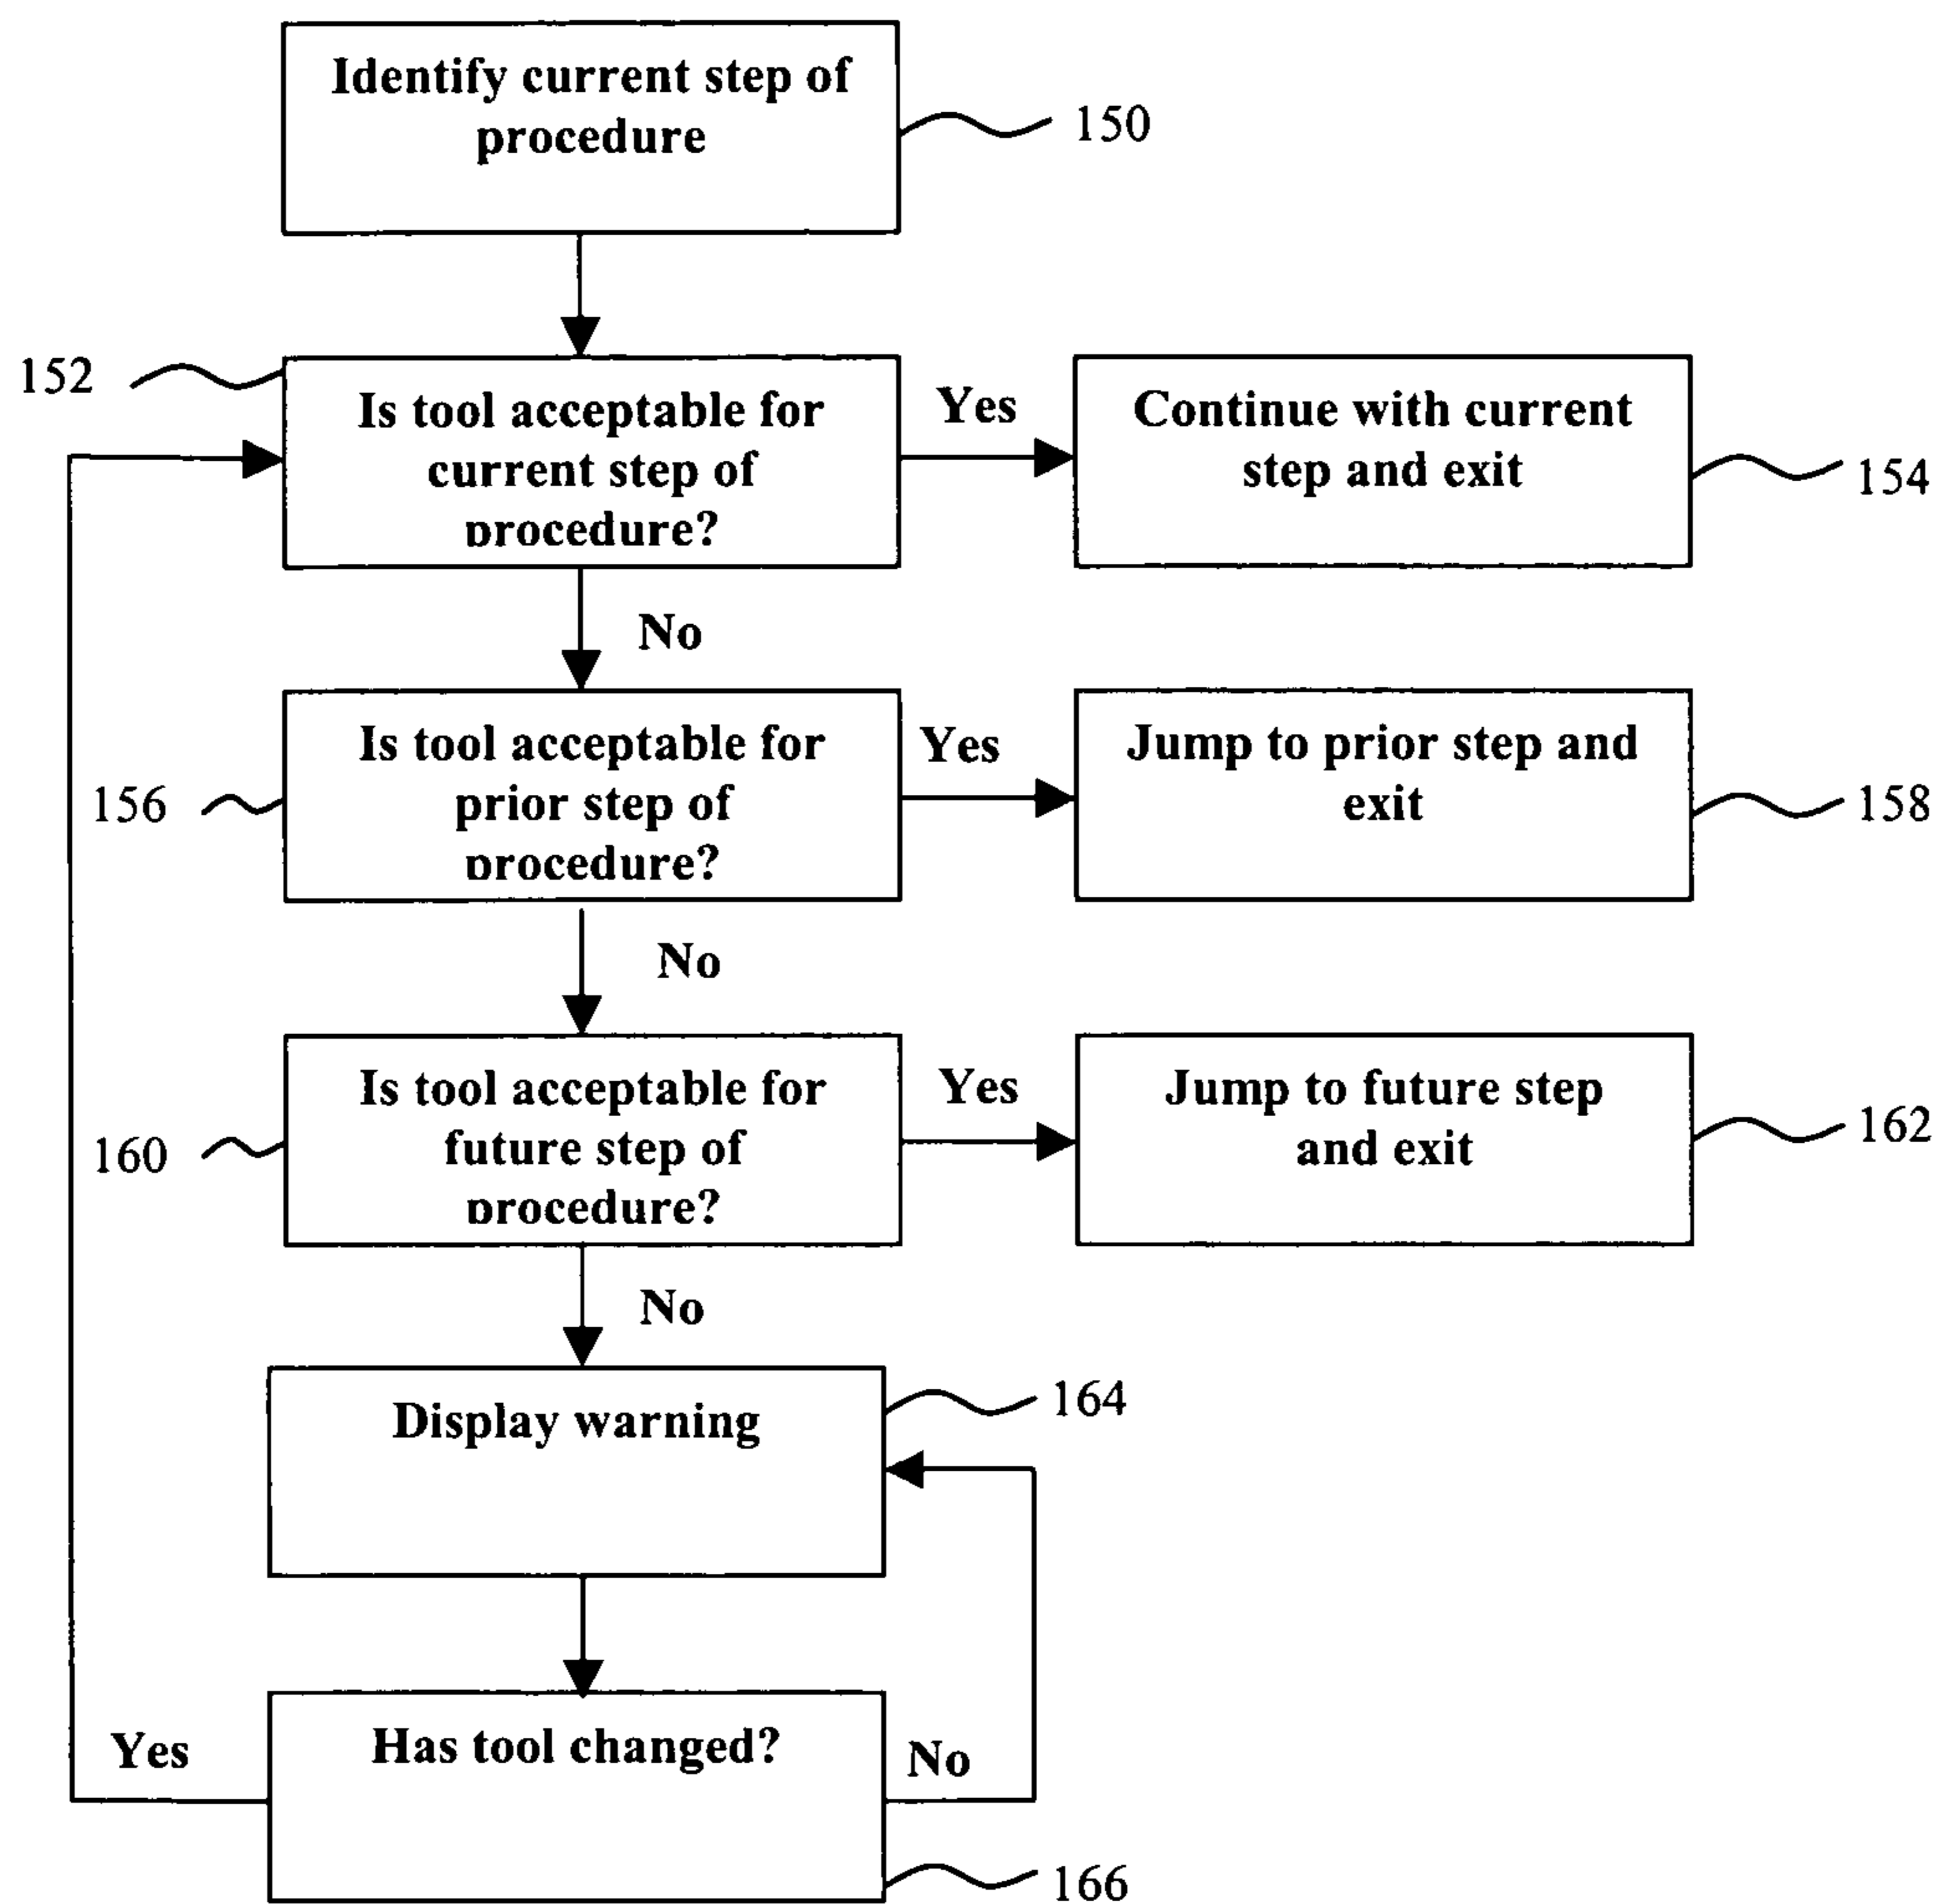 Identify current step of
procedure
150
152
Is tool acceptable for
current step of
procedure?
Yes
Continue with current
step and exit
154
No
156
Is tool acceptable for
prior step of
procedure?
Yes
Jump to prior step and
exit
158
No
160
Is tool acceptable for
future step of
procedure?
Yes
Jump to future step
and exit
162
No
Display warning
164
Yes
Has tool changed?
No
166